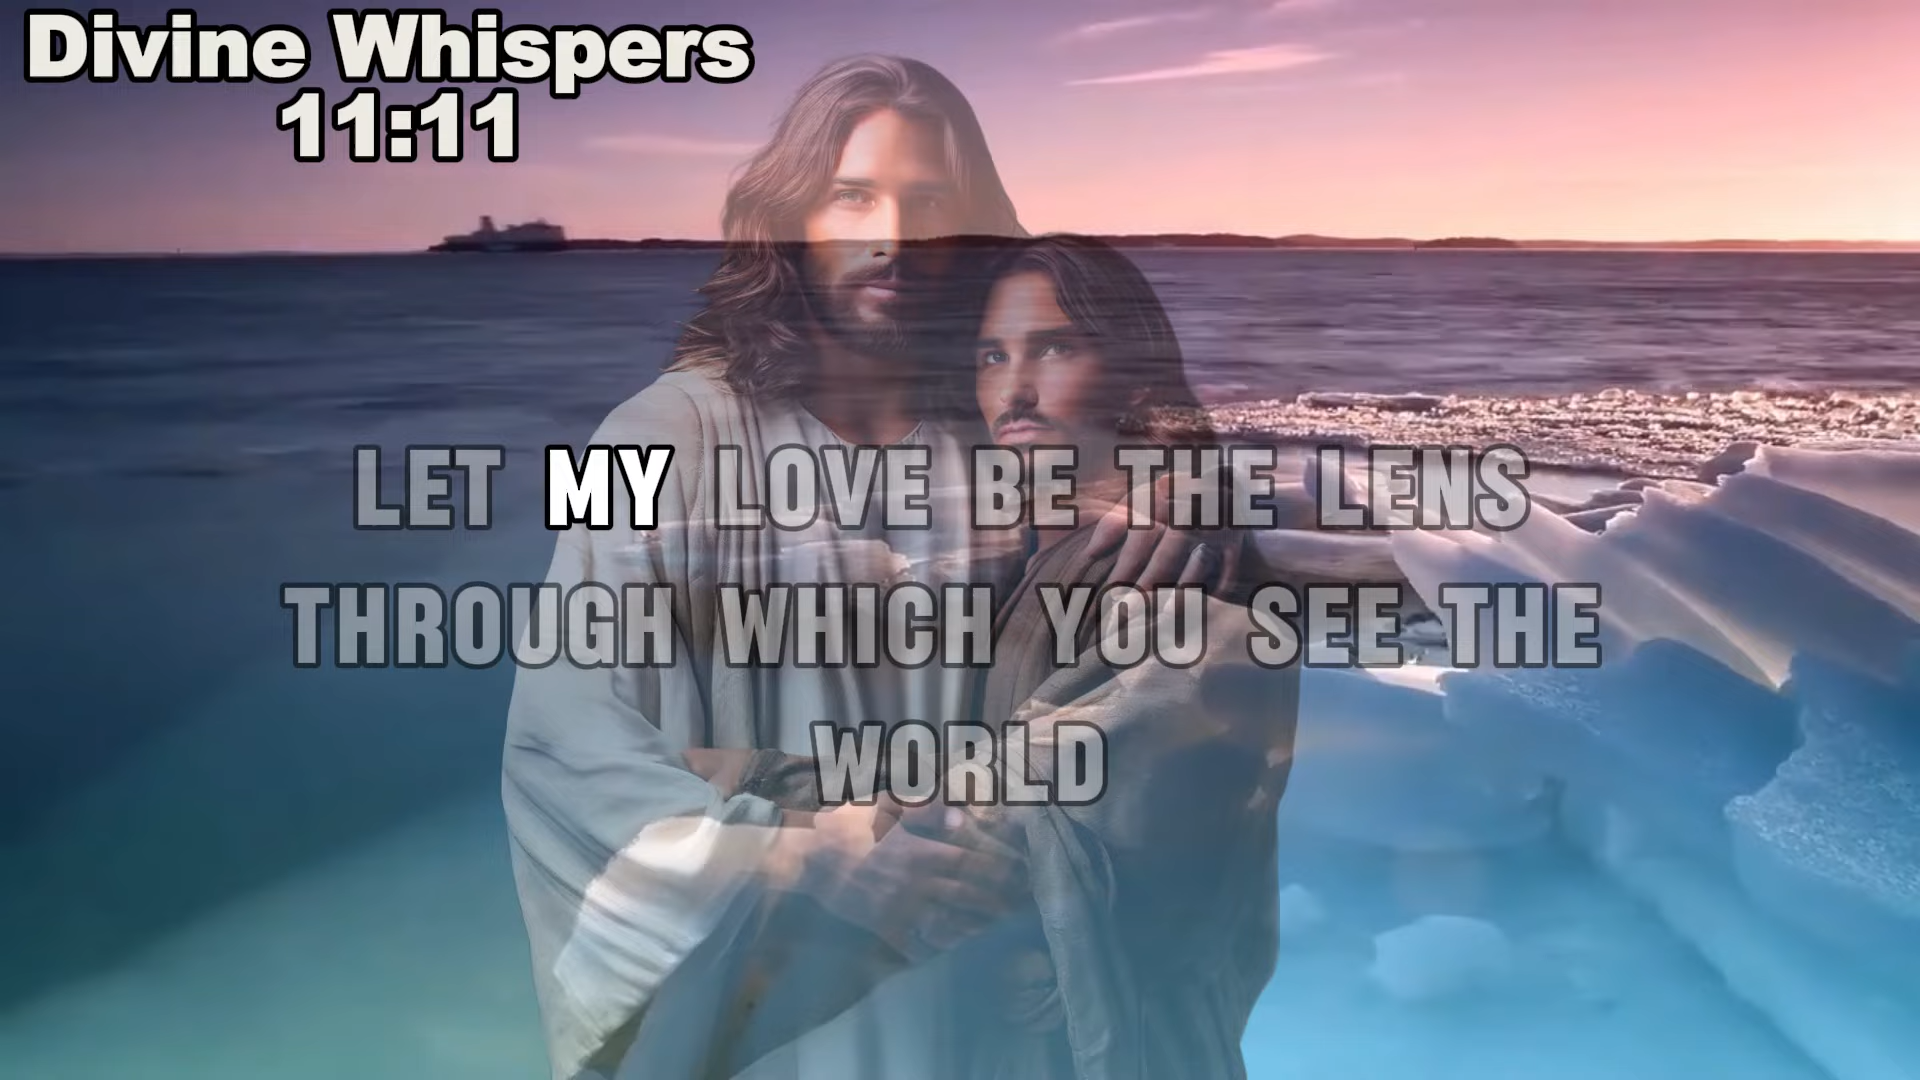 Divine Whispers
11:11
LET MY LOVE BE THE LENS
THROUGH WHICH YOU SEE THE
WORLD